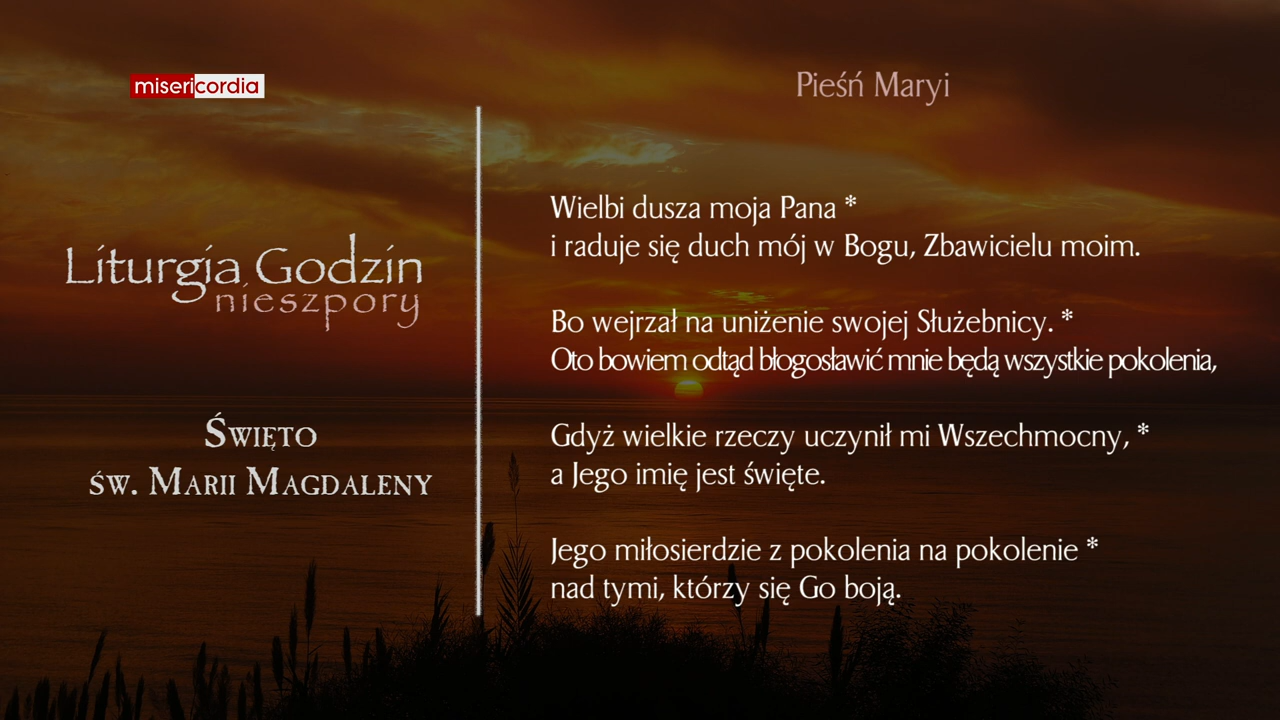 misericordia
Liturgia Godzin
nieszpory
Święto
św. Marii Magdaleny
Pieśń Maryi
Wielbi dusza moja Pana *
i raduje się duch mój w Bogu, Zbawicielu moim.
Bo wejrzał na uniżenie swojej Służebnicy. *
Oto bowiem odtąd błogosławić mnie będą wszystkie pokolenia,
Gdyż wielkie rzeczy uczynił mi Wszechmocny, *
a Jego imię jest święte.
Jego miłosierdzie z pokolenia na pokolenie *
nad tymi, którzy się Go boją.